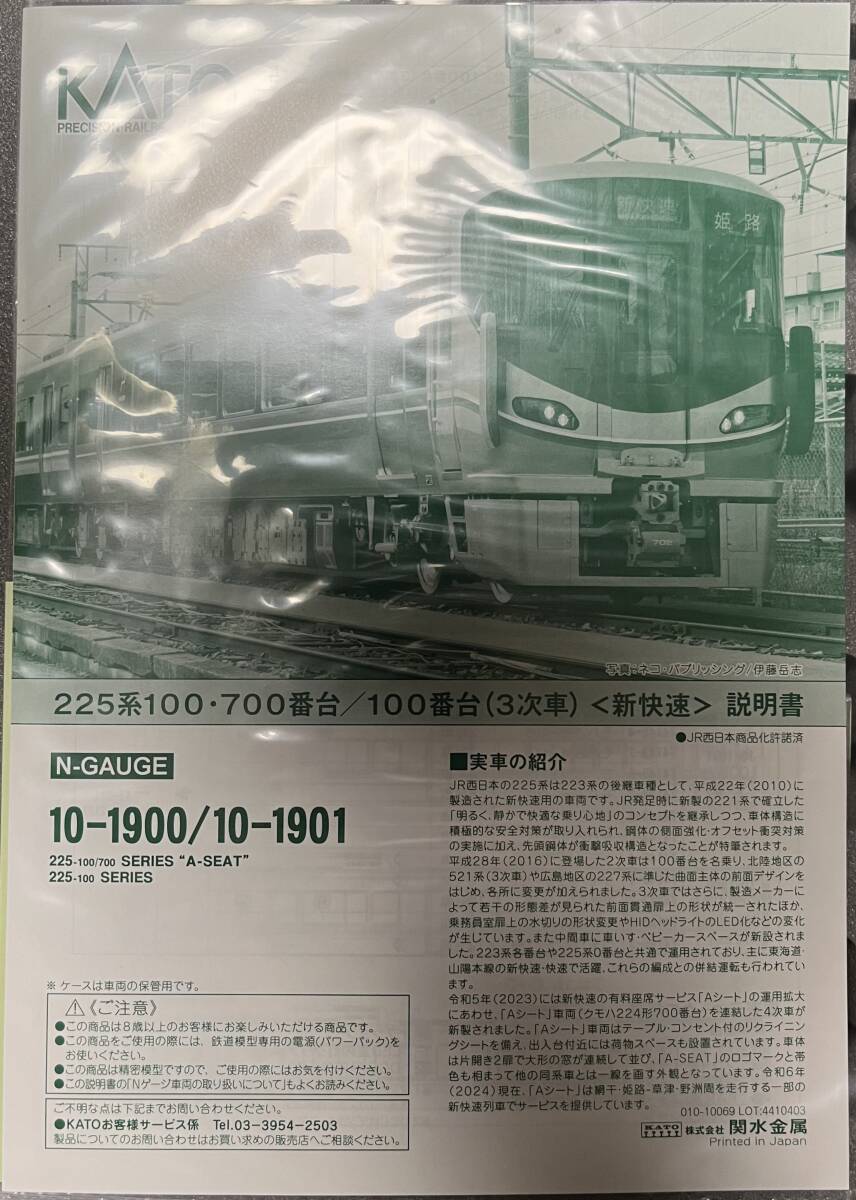 KATO
PRECISION RAILR
新快速
姫路
702
写真:ネコ・パブリッシング/伊藤岳志
225系100・700番台/100番台(3次車) <新快速> 説明書
●JR西日本商品化許諾済
N-GAUGE
10-1900/10-1901
225-100/700 SERIES "A-SEAT"
225-100 SERIES
※ ケースは車両の保管用です。
⚠《ご注意》
●この商品は8歳以上のお客様にお楽しみいただける商品です。
●この商品をご使用の際には、鉄道模型専用の電源(パワーパック)を
お使いください。
●この商品は精密模型ですので、ご使用の際にはお気を付けください。
●この説明書の「Nゲージ車両の取り扱いについて」もよくお読みください。
ご不明な点は下記までお問い合わせください。
●KATOお客様サービス係 Tel.03-3954-2503
製品についてのお問い合わせはお買い求めの販売店へご相談ください。
■実車の紹介
JR西日本の225系は223系の後継車種として、平成22年(2010)に
製造された新快速用の車両です。JR発足時に新製の221系で確立した
「明るく、静かで快適な乗り心地」のコンセプトを継承しつつ、車体構造に
積極的な安全対策が取り入れられ、鋼体の側面強化・オフセット衝突対策
の実施に加え、先頭鋼体が衝撃吸収構造となったことが特筆されます。
平成28年(2016)に登場した2次車は100番台を名乗り、北陸地区の
521系(3次車)や広島地区の227系に準じた曲面主体の前面デザインを
はじめ、各所に変更が加えられました。3次車ではさらに、製造メーカーに
よって若干の形態差が見られた前面貫通扉上の形状が統一されたほか、
乗務員室扉上の水切りの形状変更やHIDヘッドライトのLED化などの変化
が生じています。また中間車に車いす・ベビーカースペースが新設されま
した。223系各番台や225系0番台と共通で運用されており、主に東海道・
山陽本線の新快速・快速で活躍、これらの編成との併結運転も行われてい
ます。
令和5年(2023)には新快速の有料座席サービス「Aシート」の運用拡大
にあわせ、「Aシート」車両(クモハ224形700番台)を連結した4次車が
新製されました。「Aシート」車両はテーブル・コンセント付のリクライニン
グシートを備え、出入台付近には荷物スペースも設置されています。車体
は片開き2扉で大形の窓が連続して並び、「A-SEAT」のロゴマークと帯
色も相まって他の同系車とは一線を画す外観となっています。令和6年
(2024)現在、「Aシート」は網干・姫路-草津・野洲間を走行する一部の
新快速列車でサービスを提供しています。
010-10069 LOT:4410403
KATO 株式会社 関水金属
Printed in Japan